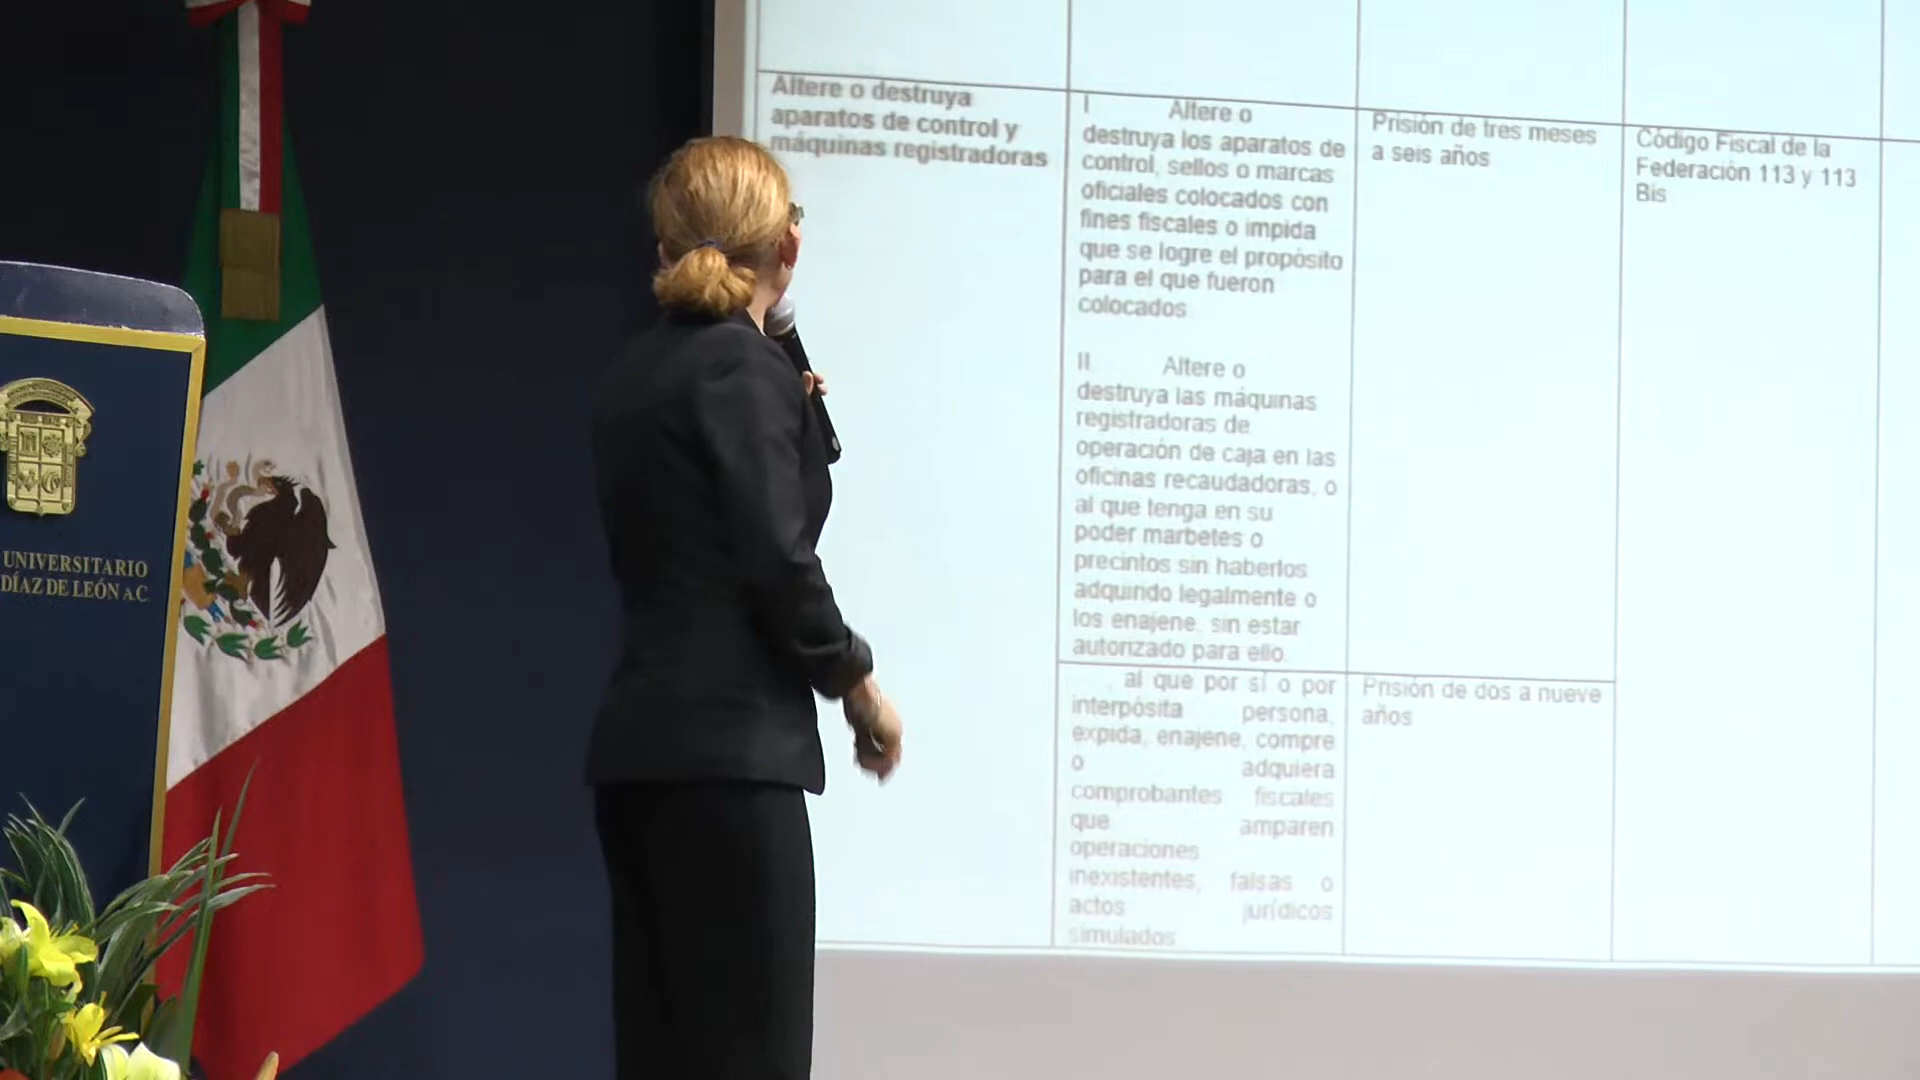 UNIVERSITARIO
DÍAZ DE LEÓN A.C.
Altere o destruya
aparatos de control y
máquinas registradoras
I Altere o
destruya los aparatos de
control, sellos o marcas
oficiales colocados con
fines fiscales o impida
que se logre el propósito
para el que fueron
colocados
II. Altere o
destruya las máquinas
registradoras de
operación de caja en las
oficinas recaudadoras, o
al que tenga en su
poder marbetes o
precintos sin haberlos
adquirido legalmente o
los enajene, sin estar
autorizado para ello.
al que por sí o por
interpósita persona,
expida, enajene, compre
o adquiera
comprobantes fiscales
que amparen
operaciones
inexistentes, falsas o
actos jurídicos
simulados
Prisión de tres meses
a seis años
Prisión de dos a nueve
años
Código Fiscal de la
Federación 113 y 113
Bis